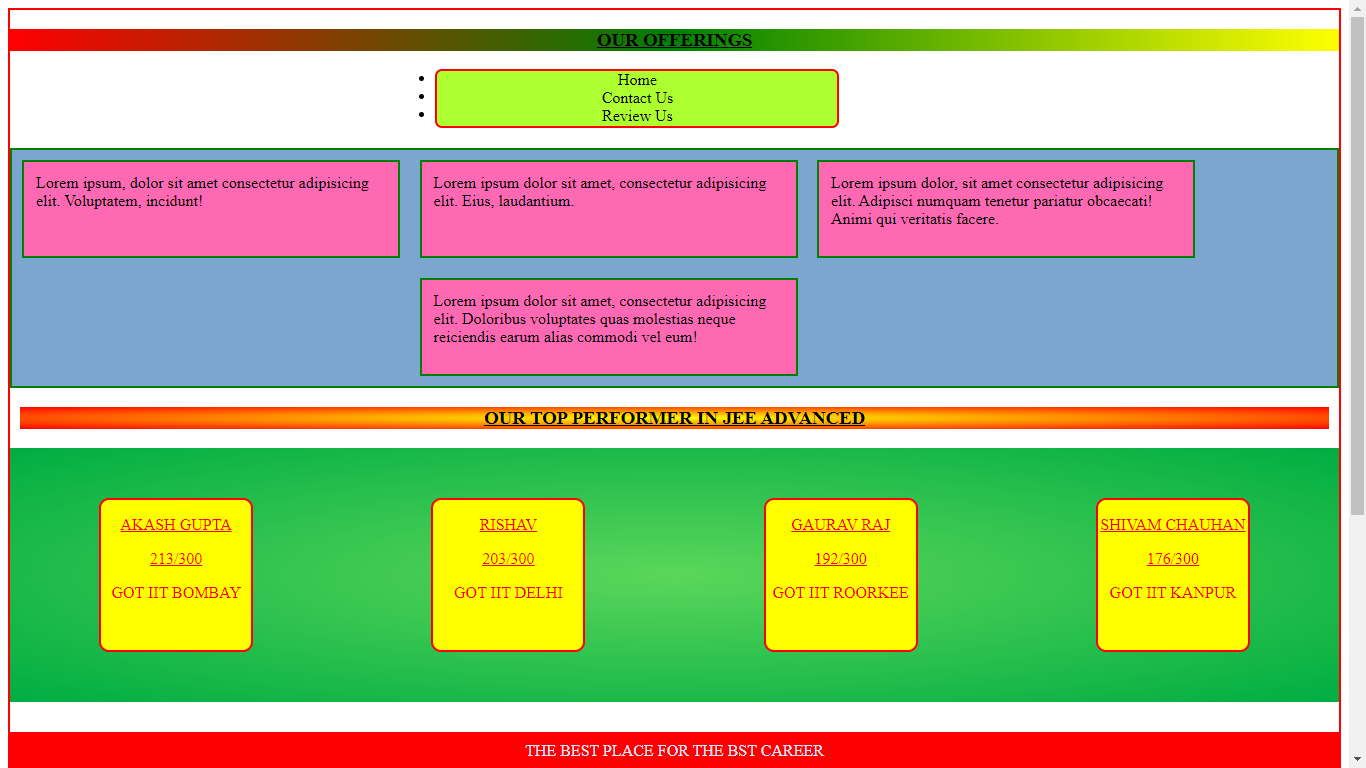 OUR OFFERINGS
Home
Contact Us
Review Us
Lorem ipsum, dolor sit amet consectetur adipisicing
elit. Voluptatem, incidunt!
Lorem ipsum dolor sit amet, consectetur adipisicing
elit. Eius, laudantium.
Lorem ipsum dolor, sit amet consectetur adipisicing
elit. Adipisci numquam tenetur pariatur obcaecati!
Animi qui veritatis facere.
Lorem ipsum dolor sit amet, consectetur adipisicing
elit. Doloribus voluptates quas molestias neque
reiciendis earum alias commodi vel eum!
OUR TOP PERFORMER IN JEE ADVANCED
AKASH GUPTA
213/300
GOT IIT BOMBAY
RISHAV
203/300
GOT IIT DELHI
GAURAV RAJ
192/300
GOT IIT ROORKEE
SHIVAM CHAUHAN
176/300
GOT IIT KANPUR
THE BEST PLACE FOR THE BST CAREER